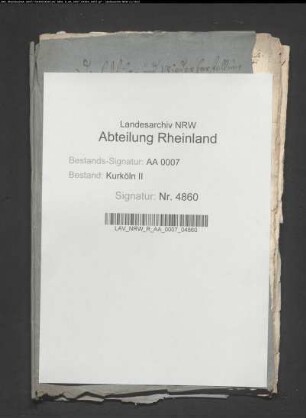 Landesarchiv NRW
Abteilung Rheinland
Bestands-Signatur: AA 0007
Bestand: Kurköln II
Signatur: Nr. 4860
LAV_NRW_R_AA_0007_04860